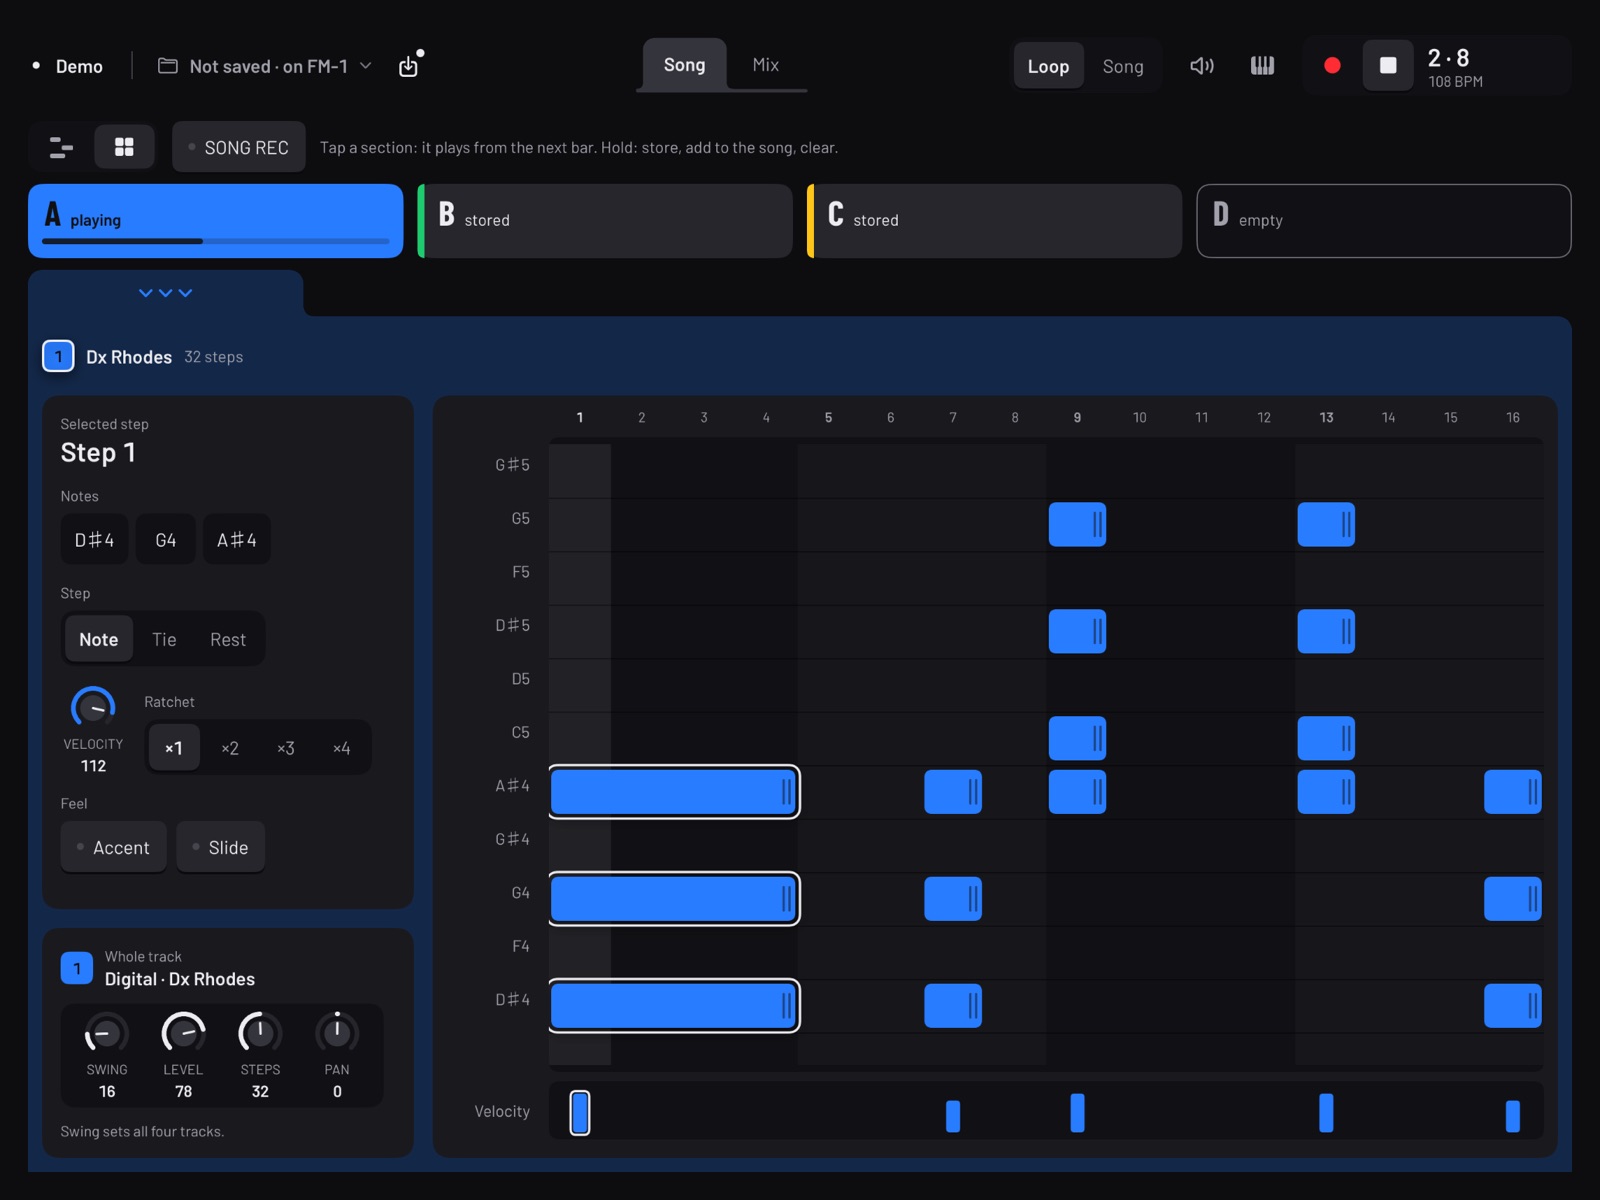 Demo
Not saved · on FM-1
Song
Mix
Loop
Song
2 · 8
108 BPM
SONG REC
Tap a section: it plays from the next bar. Hold: store, add to the song, clear.
A playing
B stored
C stored
D empty
1 Dx Rhodes 32 steps
Selected step
Step 1
Notes
D♯4 G4 A♯4
Step
Note Tie Rest
Ratchet
×1 ×2 ×3 ×4
VELOCITY
112
Feel
Accent Slide
1
Whole track
Digital · Dx Rhodes
SWING LEVEL STEPS PAN
16 78 32 0
Swing sets all four tracks.
1 2 3 4 5 6 7 8 9 10 11 12 13 14 15 16
G♯5
G5
F5
D♯5
D5
C5
A♯4
G♯4
G4
F4
D♯4
Velocity